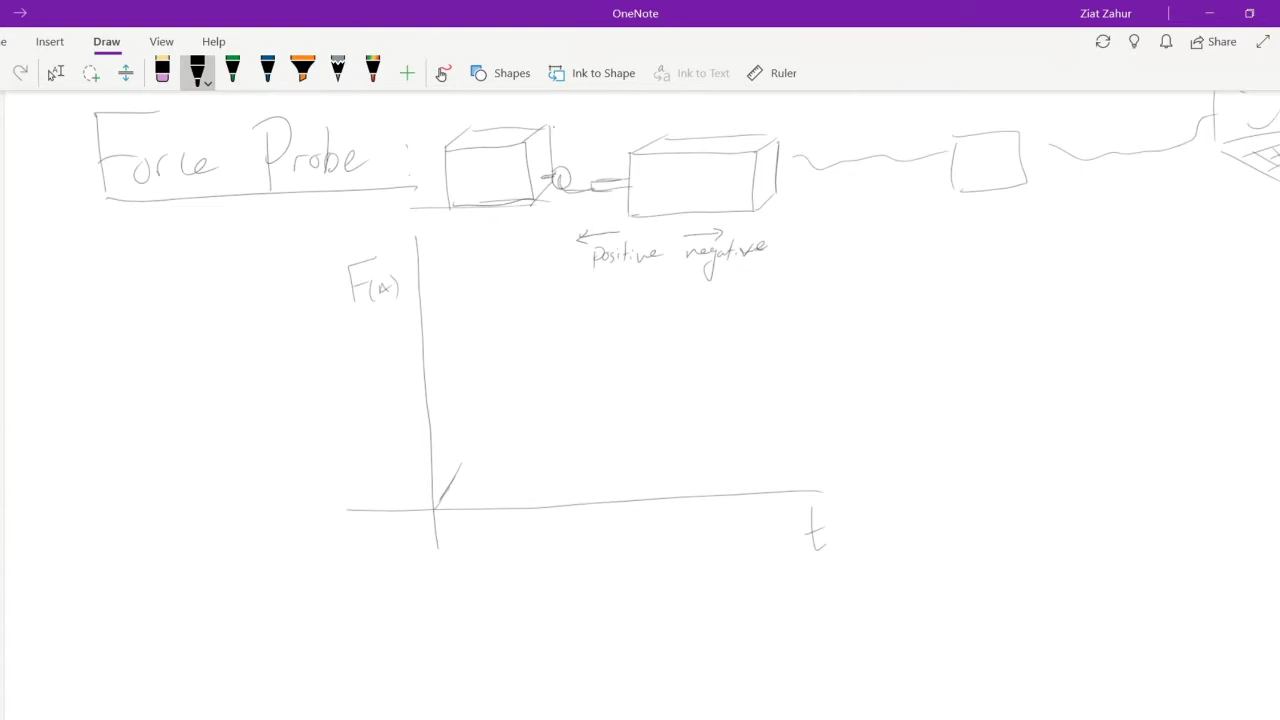 OneNote
Ziat Zahur
Insert Draw View Help
Share
Shapes
Ink to Shape
Ink to Text
Ruler
Force Probe:
positive negative
t